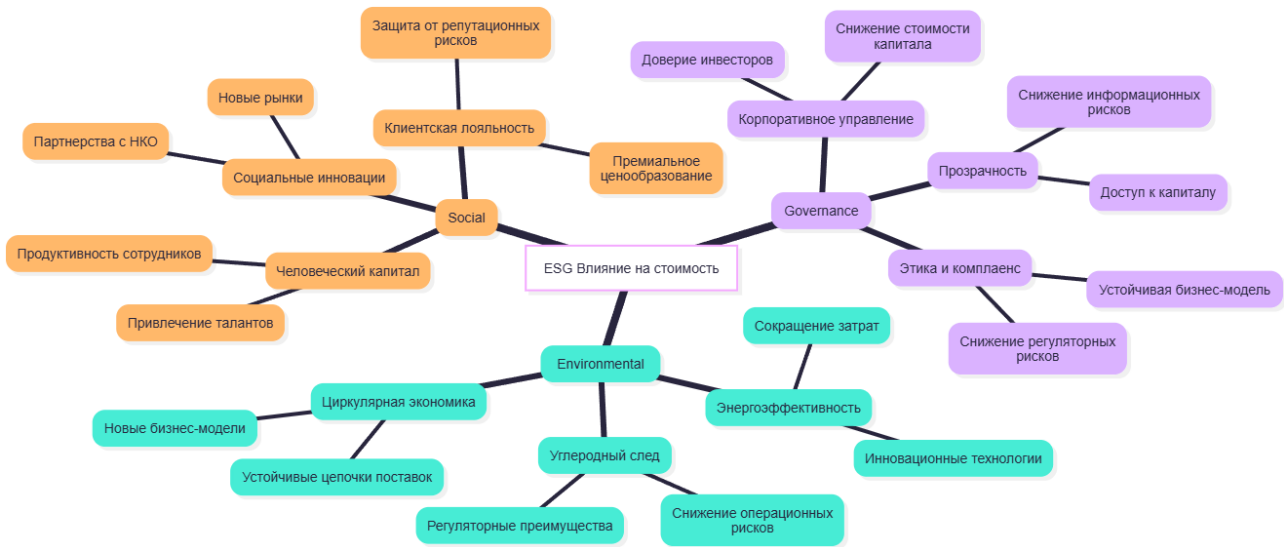 Защита от репутационных
рисков
Новые рынки
Клиентская лояльность
Партнерства с НКО
Социальные инновации
Премиальное
ценообразование
Social
Продуктивность сотрудников
Человеческий капитал
Привлечение талантов
ESG Влияние на стоимость
Снижение стоимости
капитала
Доверие инвесторов
Корпоративное управление
Снижение информационных
рисков
Прозрачность
Доступ к капиталу
Governance
Этика и комплаенс
Устойчивая бизнес-модель
Снижение регуляторных
рисков
Environmental
Сокращение затрат
Энергоэффективность
Инновационные технологии
Циркулярная экономика
Новые бизнес-модели
Устойчивые цепочки поставок
Углеродный след
Регуляторные преимущества
Снижение операционных
рисков